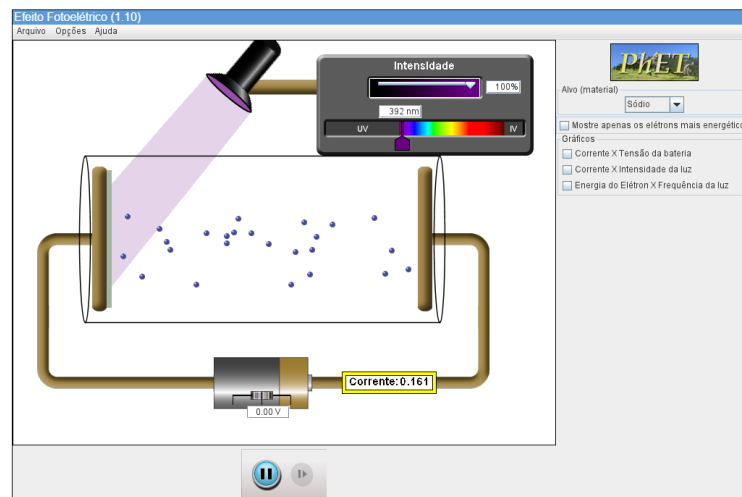 Efeito Fotoelétrico (1.10)
Arquivo Opções Ajuda
Intensidade
100%
392 nm
UV IV
PhET
Alvo (material)
Sódio
Mostre apenas os elétrons mais energético
Gráficos
Corrente X Tensão da bateria
Corrente X Intensidade da luz
Energia do Elétron X Frequência da luz
Corrente:0.161
0.00 V